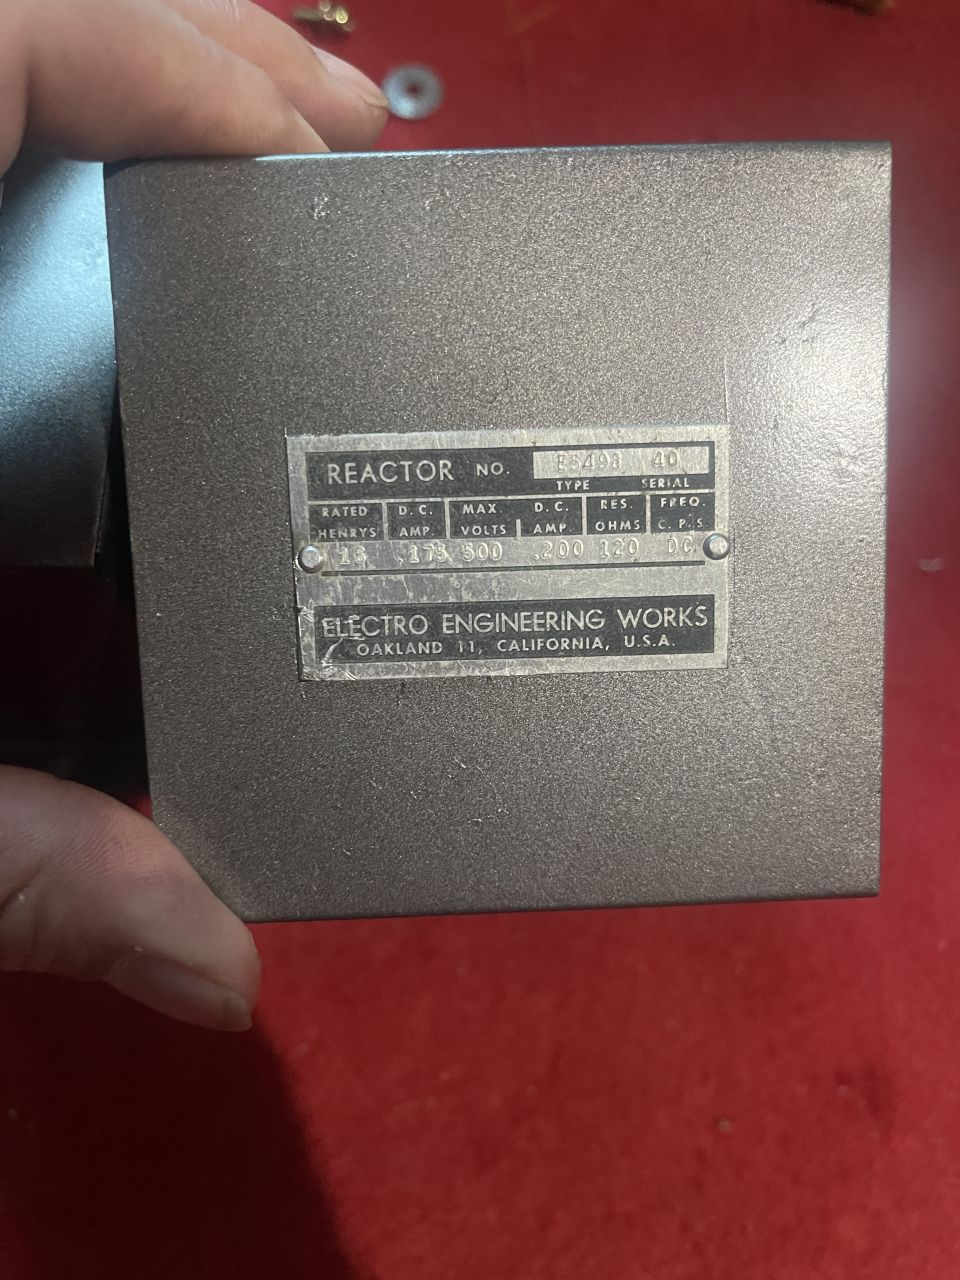 REACTOR NO. E5498 40
TYPE SERIAL
RATED HENRYS D.C. AMP. MAX. VOLTS D.C. AMP. RES. OHMS FREQ. C.P.S.
16 .175 500 .200 120 DC
ELECTRO ENGINEERING WORKS
OAKLAND 11, CALIFORNIA, U.S.A.